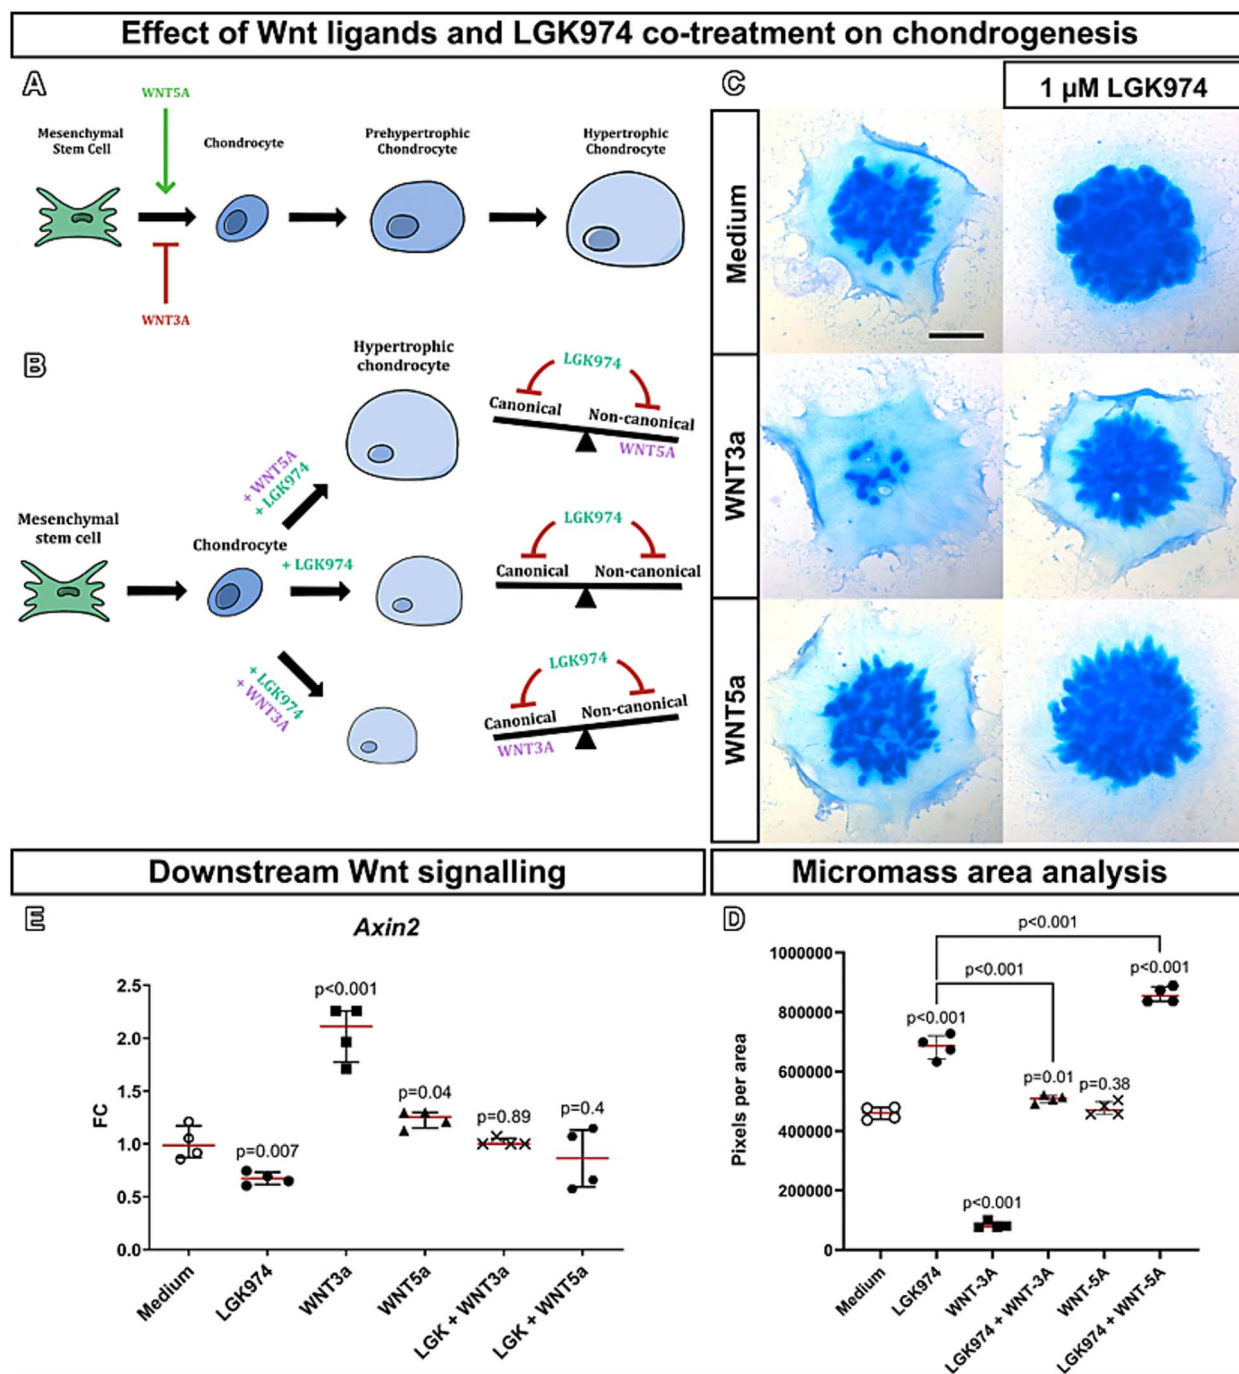 Effect of Wnt ligands and LGK974 co-treatment on chondrogenesis
A
WNT5A
Mesenchymal
Stem Cell
Chondrocyte
Prehypertrophic
Chondrocyte
Hypertrophic
Chondrocyte
WNT3A
B
Hypertrophic
chondrocyte
LGK974
Canonical
Non-canonical
WNT5A
+ WNT5A
+ LGK974
Mesenchymal
stem cell
Chondrocyte
+ LGK974
LGK974
Canonical
Non-canonical
+ LGK974
+ WNT3A
LGK974
Canonical
Non-canonical
WNT3A
C
1 µM LGK974
Medium
WNT3a
WNT5a
Downstream Wnt signalling
E
Axin2
FC
2.5
2.0
1.5
1.0
0.5
0.0
p=0.007
p<0.001
p=0.04
p=0.89
p=0.4
Medium
LGK974
WNT3a
WNT5a
LGK + WNT3a
LGK + WNT5a
Micromass area analysis
D
Pixels per area
1000000
800000
600000
400000
200000
0
p<0.001
p<0.001
p<0.001
p<0.001
p=0.01
p=0.38
p<0.001
Medium
LGK974
WNT-3A
LGK974 + WNT-3A
WNT-5A
LGK974 + WNT-5A